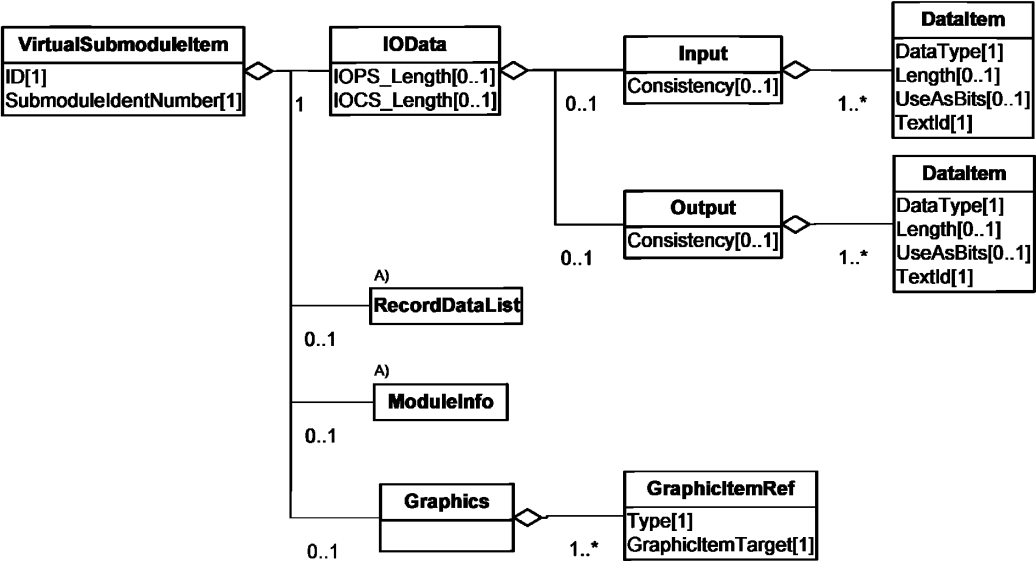 VirtualSubmoduleItem
ID[1]
SubmoduleIdentNumber[1]
1
IOData
IOPS_Length[0..1]
IOCS_Length[0..1]
0..1
Input
Consistency[0..1]
1..*
DataItem
DataType[1]
Length[0..1]
UseAsBits[0..1]
TextId[1]
0..1
Output
Consistency[0..1]
1..*
DataItem
DataType[1]
Length[0..1]
UseAsBits[0..1]
TextId[1]
A)
RecordDataList
0..1
A)
ModuleInfo
0..1
Graphics
0..1
1..*
GraphicItemRef
Type[1]
GraphicItemTarget[1]